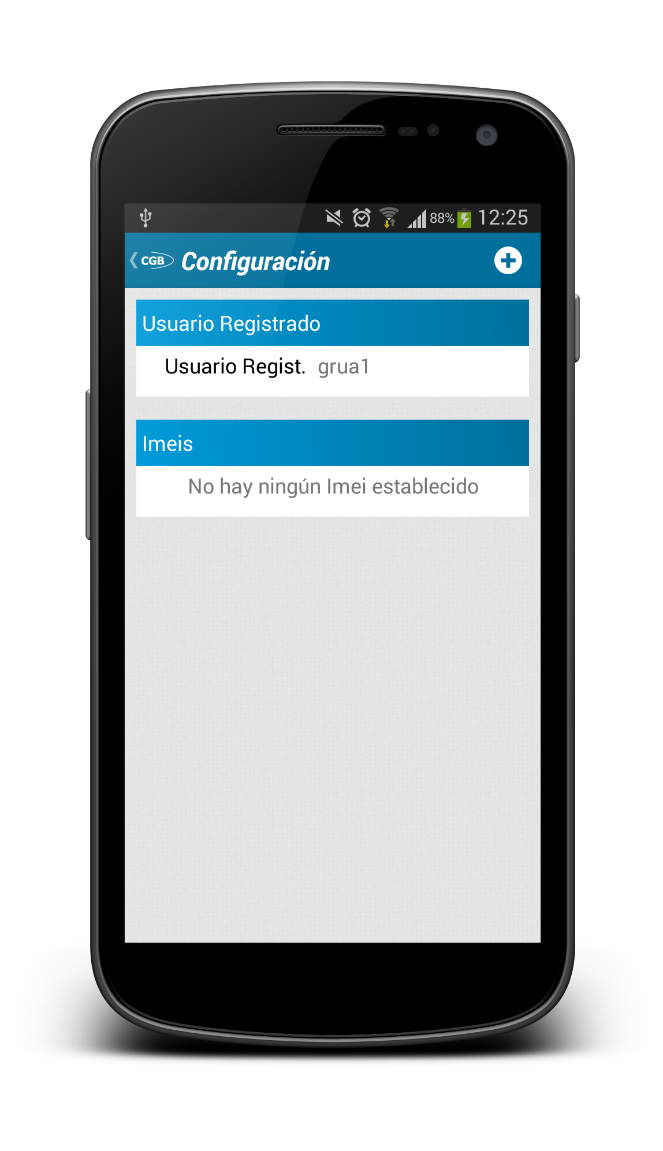 88% 12:25
CGB Configuración
Usuario Registrado
Usuario Regist. grua1
Imeis
No hay ningún Imei establecido